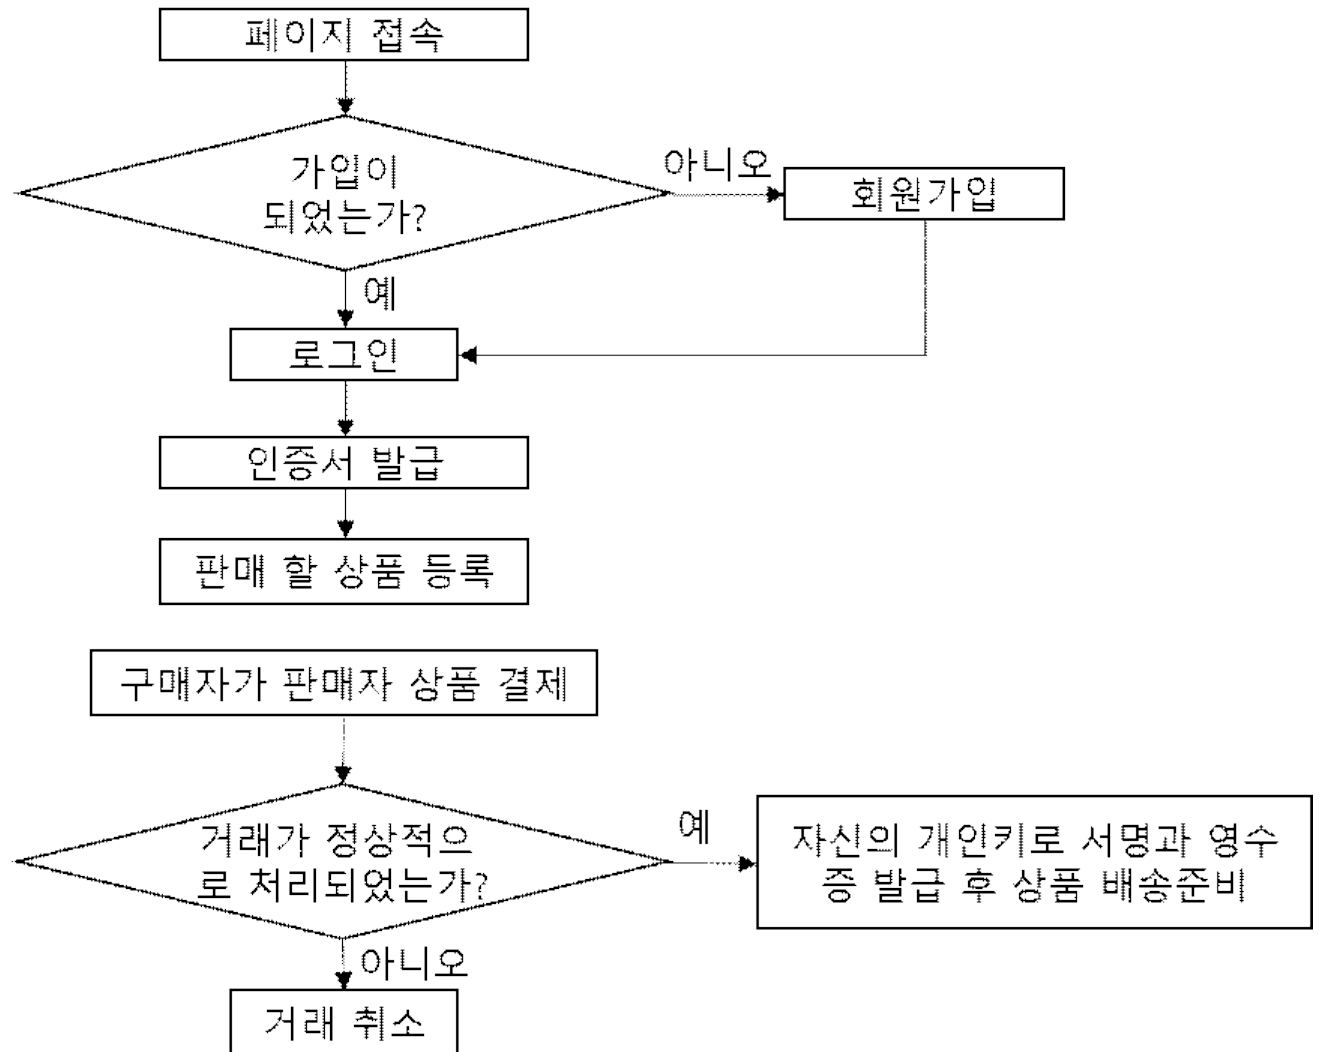 페이지 접속
가입이
되었는가?
아니오
회원가입
예
로그인
인증서 발급
판매 할 상품 등록
구매자가 판매자 상품 결제
거래가 정상적으
로 처리되었는가?
예
자신의 개인키로 서명과 영수
증 발급 후 상품 배송준비
아니오
거래 취소